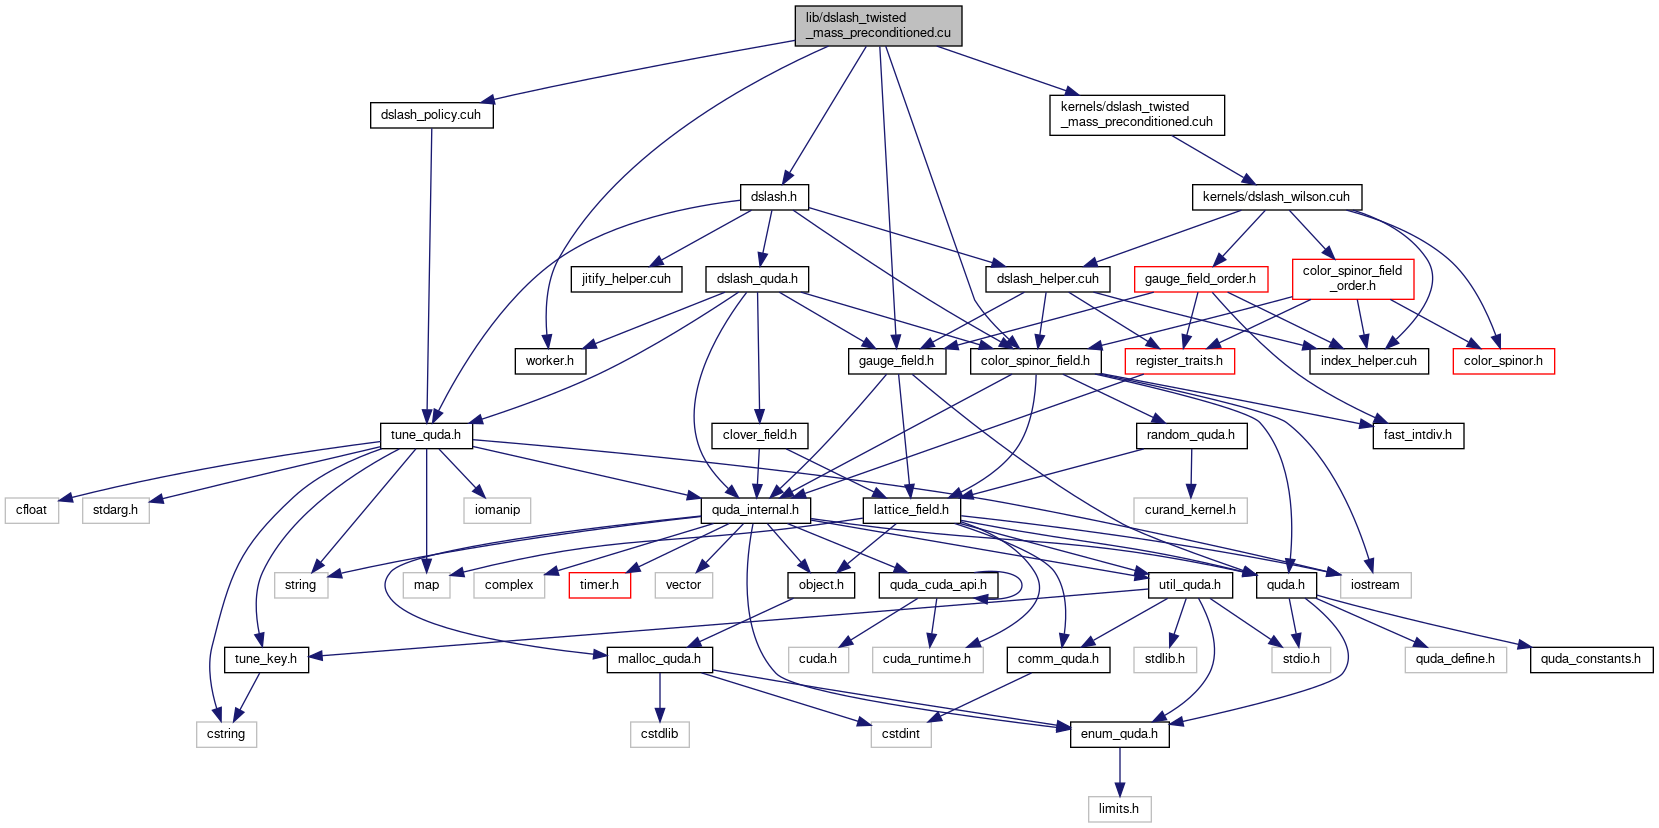 lib/dslash_twisted
_mass_preconditioned.cu
dslash_policy.cuh
kernels/dslash_twisted
_mass_preconditioned.cuh
dslash.h
kernels/dslash_wilson.cuh
jitify_helper.cuh
dslash_quda.h
dslash_helper.cuh
gauge_field_order.h
color_spinor_field
_order.h
worker.h
gauge_field.h
color_spinor_field.h
register_traits.h
index_helper.cuh
color_spinor.h
tune_quda.h
clover_field.h
random_quda.h
fast_intdiv.h
cfloat
stdarg.h
iomanip
quda_internal.h
lattice_field.h
curand_kernel.h
string
map
complex
timer.h
vector
object.h
quda_cuda_api.h
util_quda.h
quda.h
iostream
tune_key.h
malloc_quda.h
cuda.h
cuda_runtime.h
comm_quda.h
stdlib.h
stdio.h
quda_define.h
quda_constants.h
cstring
cstdlib
cstdint
enum_quda.h
limits.h